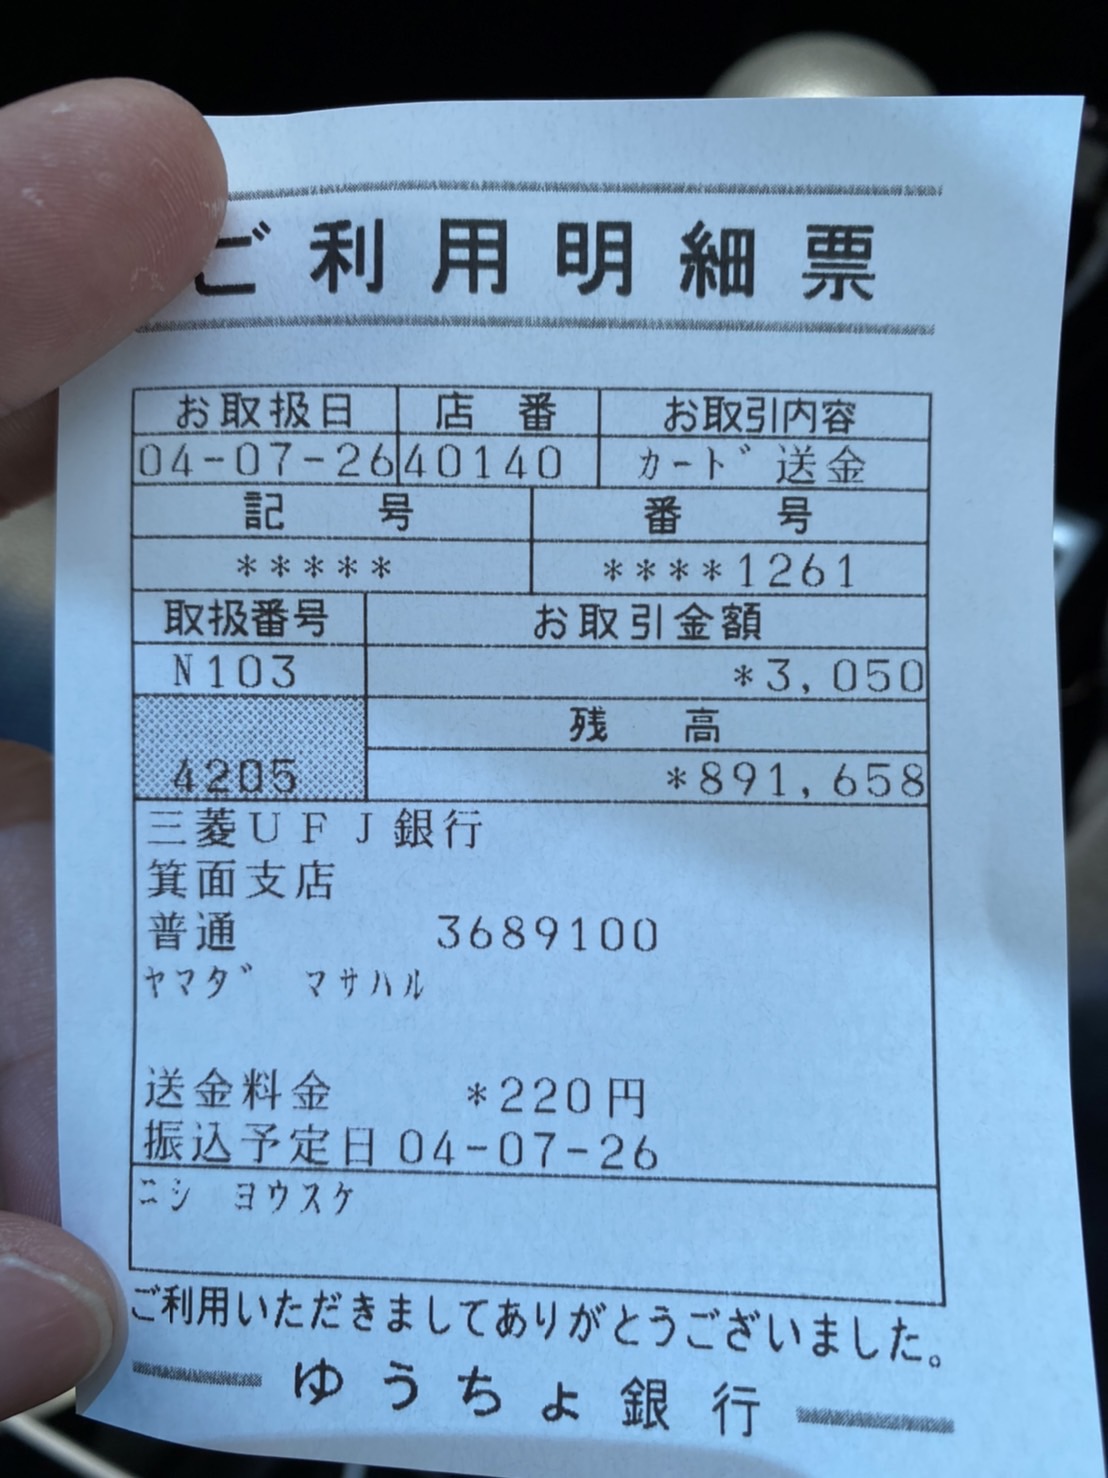 ご利用明細票
お取扱日 店番 お取引内容
04-07-26 40140 カード送金
記号 番号
***** ****1261
取扱番号 お取引金額
N103 *3,050
残高
4205 *891,658
三菱UFJ銀行
箕面支店
普通 3689100
ヤマダ マサハル
送金料金 *220円
振込予定日 04-07-26
ニシ ヨウスケ
ご利用いただきましてありがとうございました。
ゆうちょ銀行